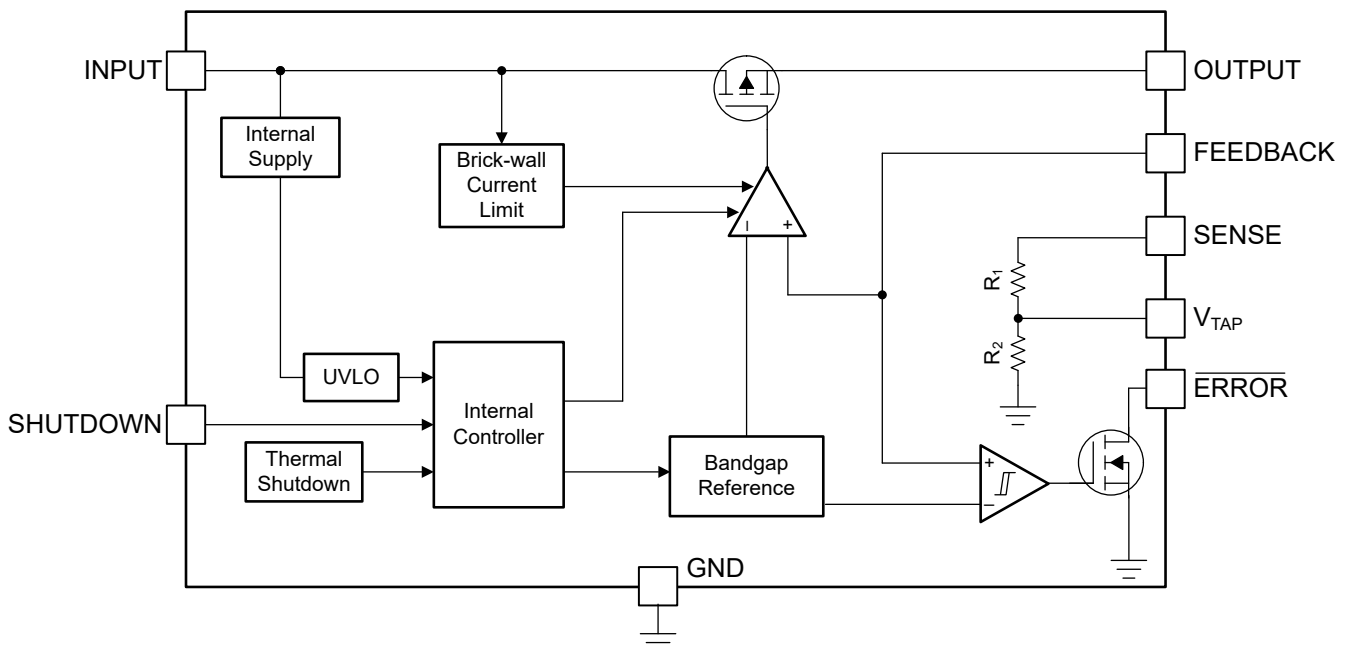 INPUT
OUTPUT
Internal
Supply
Brick-wall
Current
Limit
FEEDBACK
− +
SENSE
R1
VTAP
R2
UVLO
ERROR
SHUTDOWN
Internal
Controller
Thermal
Shutdown
Bandgap
Reference
+
−
GND